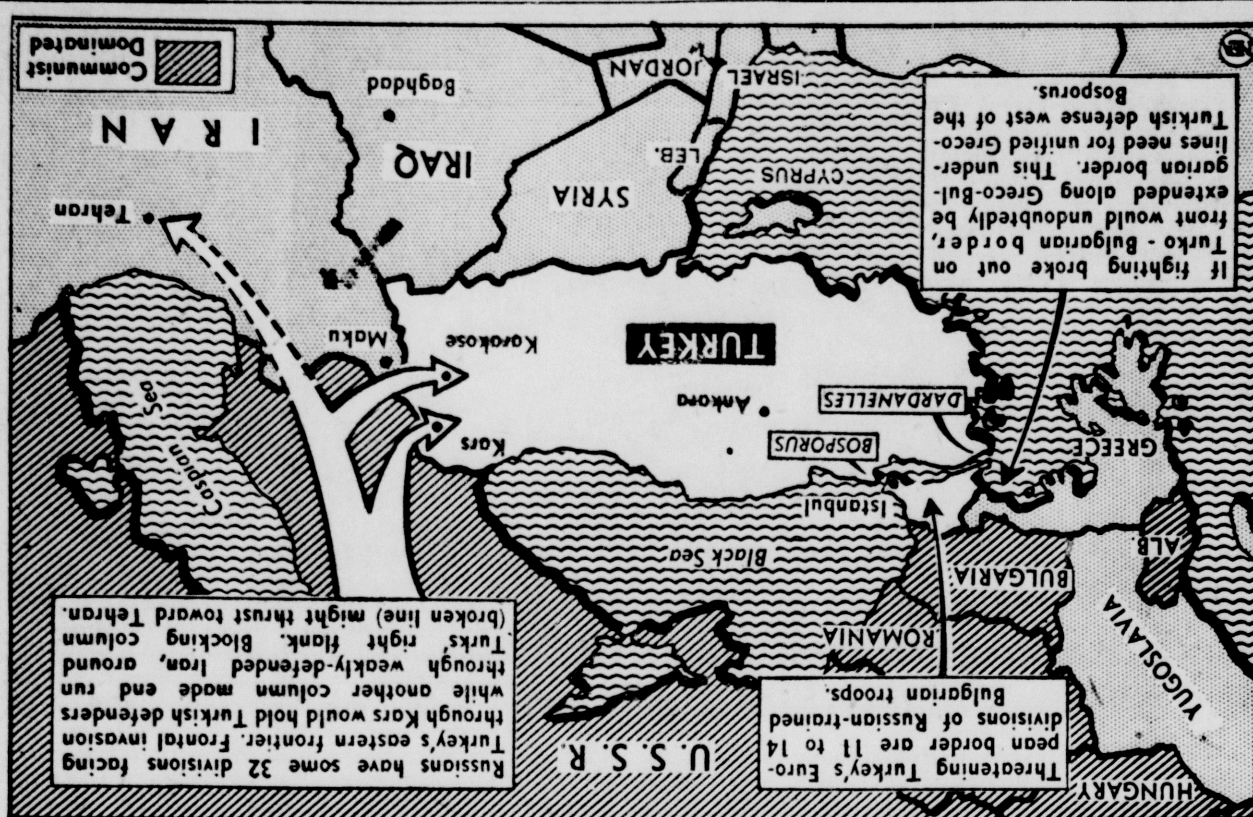 HUNGARY
Threatening Turkey's Euro-
pean border are 11 to 14
divisions of Russian-trained
Bulgarian troops.
U. S. S. R.
Russians have some 32 divisions facing
Turkey's eastern frontier. Frontal invasion
through Kars would hold Turkish defenders
while another column made end run
through weakly-defended Iran, around
Turks' right flank. Blocking column
(broken line) might thrust toward Tehran.
YUGOSLAVIA
ROMANIA
BULGARIA
ALB.
Black Sea
Caspian Sea
Istanbul
BOSPORUS
GREECE
DARDANELLES
Kars
Ankara
TURKEY
Karakose
Maku
If fighting broke out on
Turko - Bulgarian border,
front would undoubtedly be
extended along Greco-Bul-
garian border. This under-
lines need for unified Greco-
Turkish defense west of the
Bosporus.
CYPRUS
SYRIA
LEB.
IRAQ
Tehran
I R A N
Baghdad
ISRAEL
JORDAN
Communist
Dominated